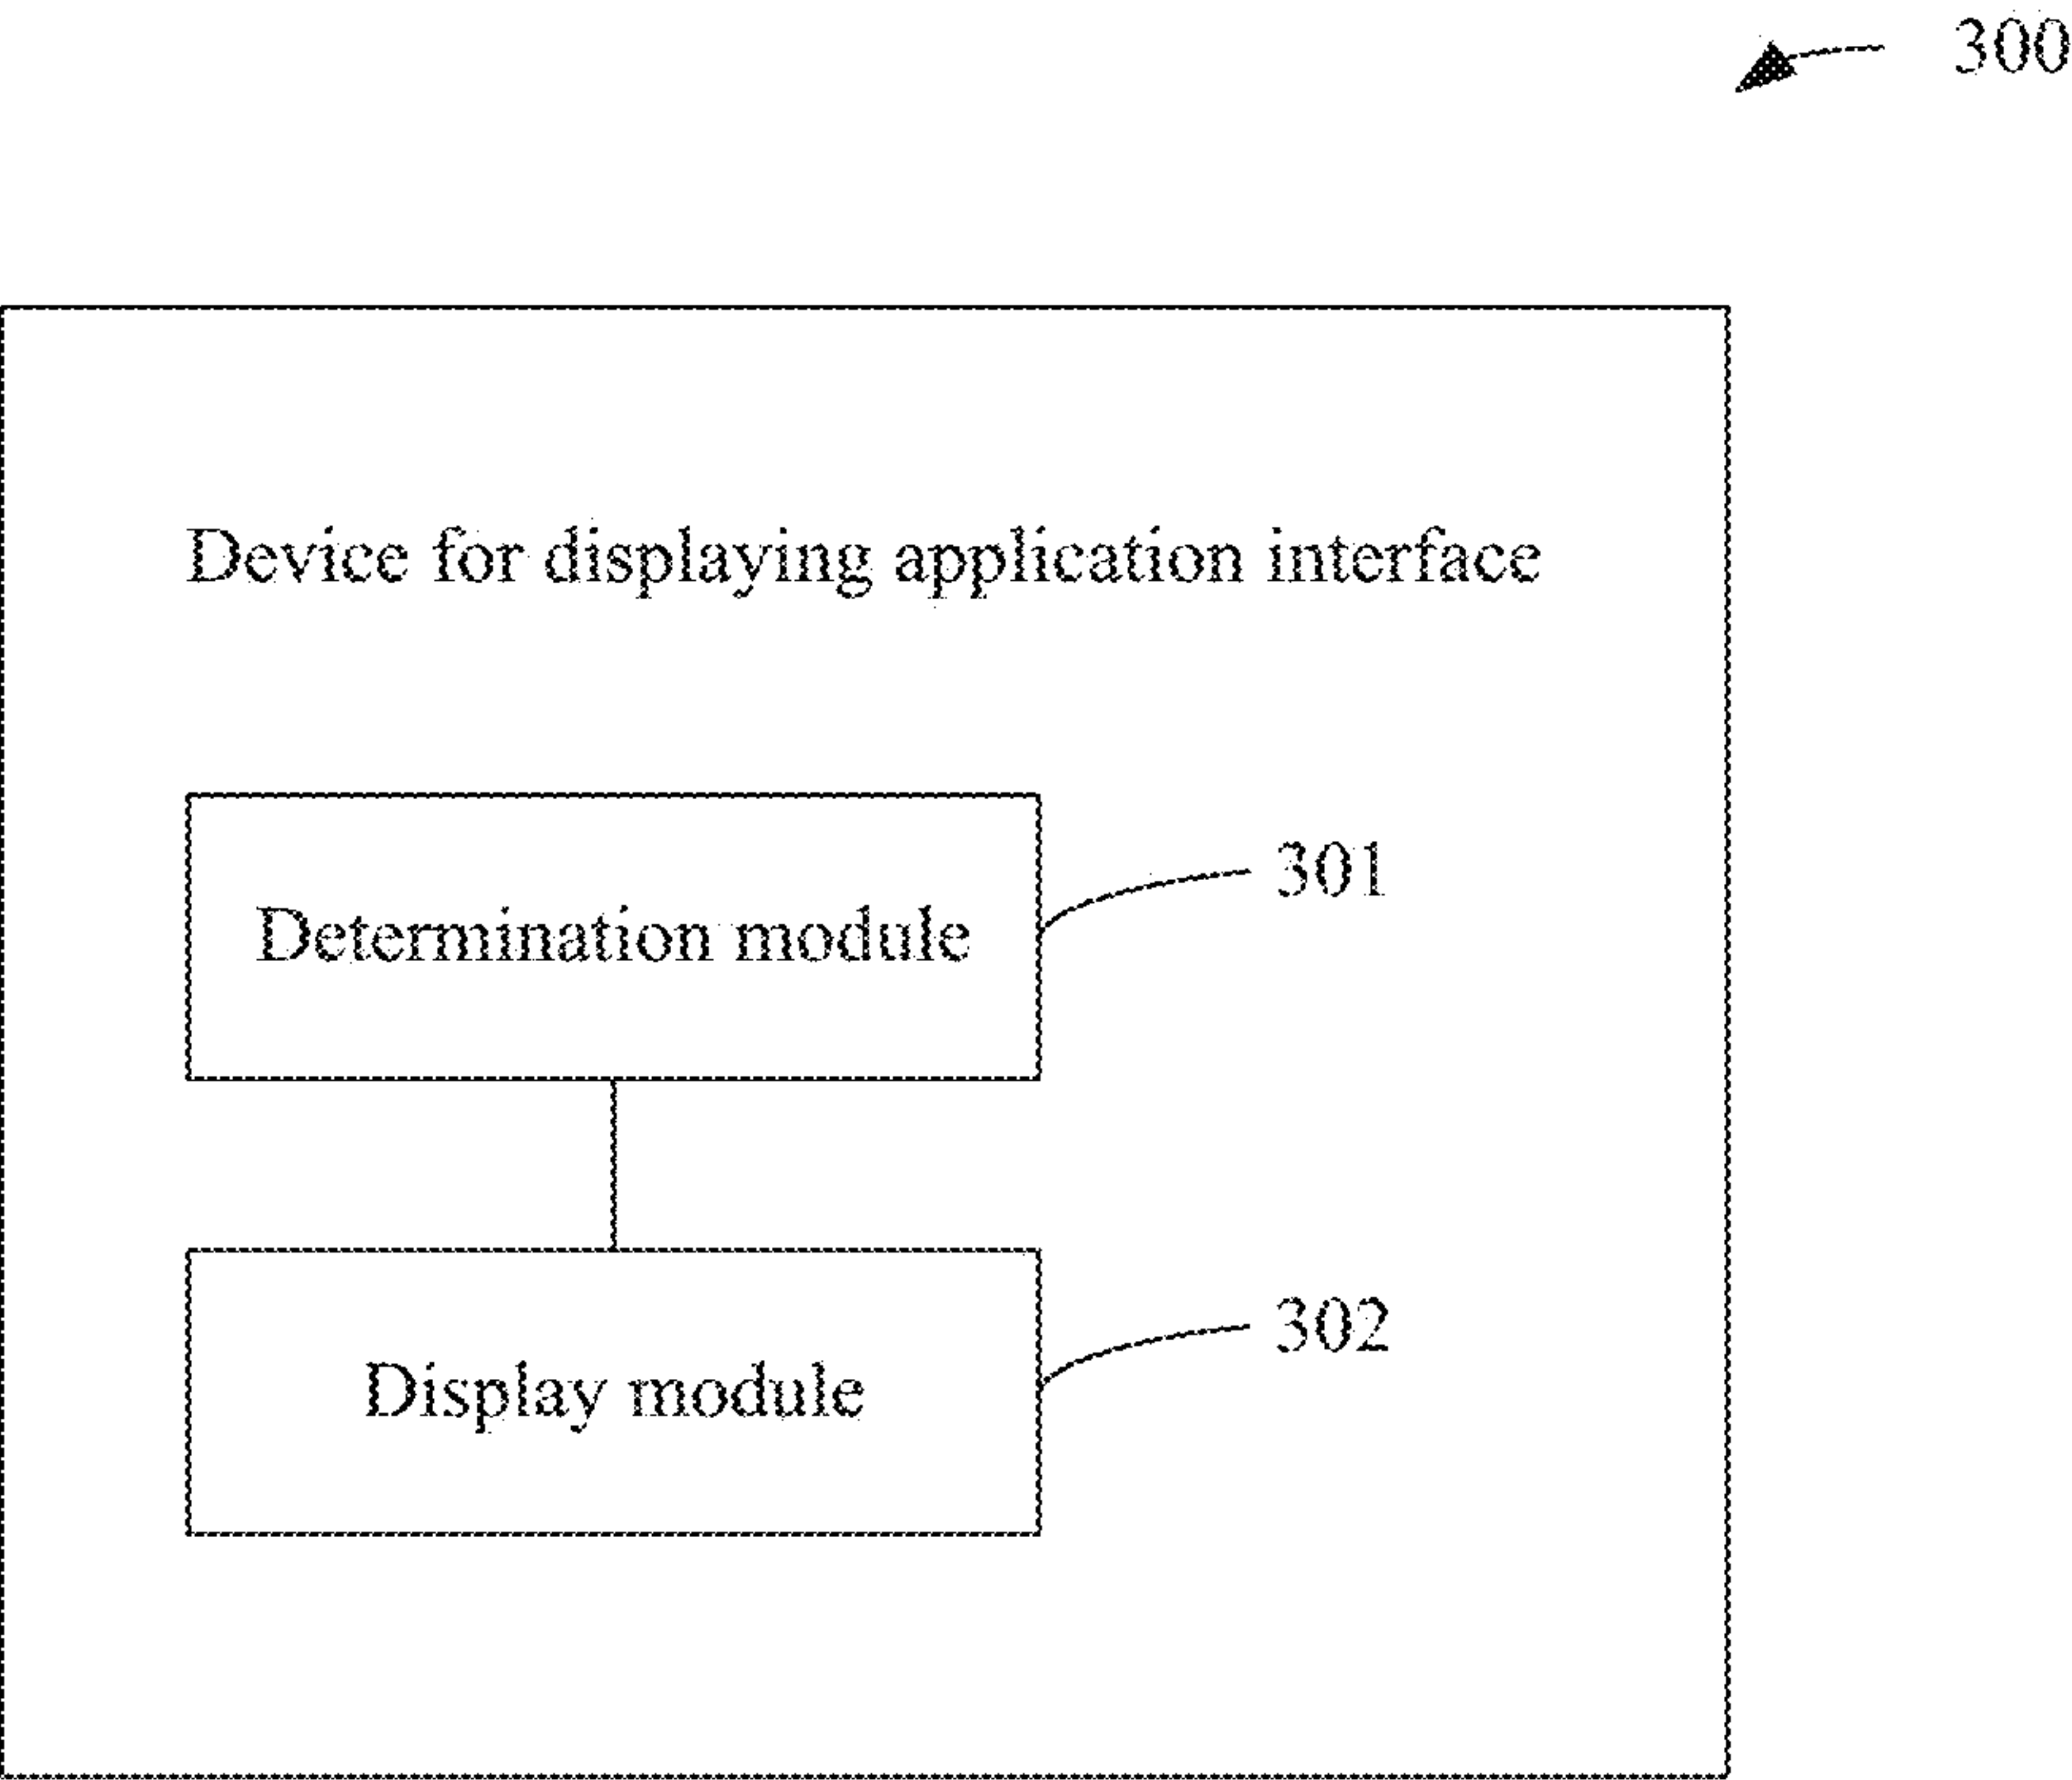 300
Device for displaying application interface
301
Determination module
302
Display module